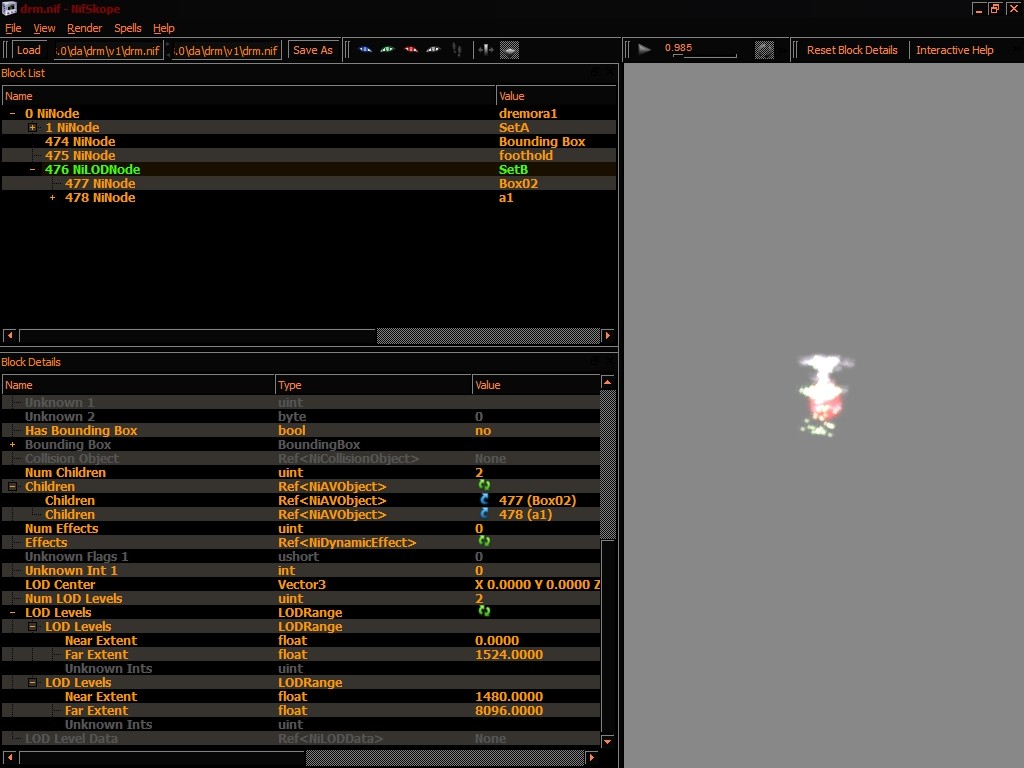 drm.nif - NifSkope
File View Render Spells Help
Load .0\da\drm\v1\drm.nif .0\da\drm\v1\drm.nif Save As 0.985 Reset Block Details Interactive Help
Block List
Name Value
0 NiNode dremora1
1 NiNode SetA
474 NiNode Bounding Box
475 NiNode foothold
476 NiLODNode SetB
477 NiNode Box02
478 NiNode a1
Block Details
Name Type Value
Unknown 1 uint
Unknown 2 byte 0
Has Bounding Box bool no
Bounding Box BoundingBox
Collision Object Ref<NiCollisionObject> None
Num Children uint 2
Children Ref<NiAVObject>
Children Ref<NiAVObject> 477 (Box02)
Children Ref<NiAVObject> 478 (a1)
Num Effects uint 0
Effects Ref<NiDynamicEffect>
Unknown Flags 1 ushort 0
Unknown Int 1 int 0
LOD Center Vector3 X 0.0000 Y 0.0000 Z
Num LOD Levels uint 2
LOD Levels LODRange
LOD Levels LODRange
Near Extent float 0.0000
Far Extent float 1524.0000
Unknown Ints uint
LOD Levels LODRange
Near Extent float 1480.0000
Far Extent float 8096.0000
Unknown Ints uint
LOD Level Data Ref<NiLODData> None